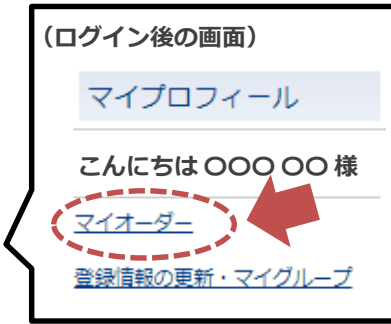 （ログイン後の画面）
マイプロフィール
こんにちは 〇〇〇 〇〇 様
マイオーダー
登録情報の更新・マイグループ